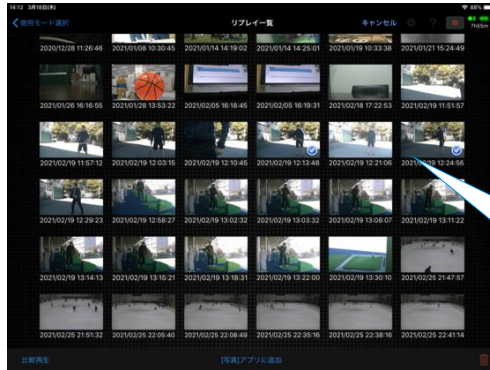 14:12 3月18日(木)
88%
使用モード選択
リプレイ一覧
キャンセル
?
7h55m
2020/12/28 11:26:46 2021/01/08 10:30:45 2021/01/14 14:19:02 2021/01/14 14:25:01 2021/01/19 10:33:38 2021/01/21 15:24:49
2021/01/26 16:16:55 2021/01/28 13:53:22 2021/02/05 16:18:45 2021/02/05 16:19:31 2021/02/18 17:22:53 2021/02/19 11:51:57
2021/02/19 11:57:12 2021/02/19 12:03:15 2021/02/19 12:10:45 2021/02/19 12:13:48 2021/02/19 12:21:06 2021/02/19 12:24:56
2021/02/19 12:29:23 2021/02/19 12:58:27 2021/02/19 13:02:32 2021/02/19 13:03:32 2021/02/19 13:08:07 2021/02/19 13:11:22
2021/02/19 13:14:13 2021/02/19 13:15:21 2021/02/19 13:18:31 2021/02/19 13:22:00 2021/02/19 13:30:10 2021/02/25 21:47:57
2021/02/25 21:51:32 2021/02/25 22:05:40 2021/02/25 22:08:49 2021/02/25 22:35:16 2021/02/25 22:38:16 2021/02/25 22:41:14
比較再生
[写真]アプリに追加